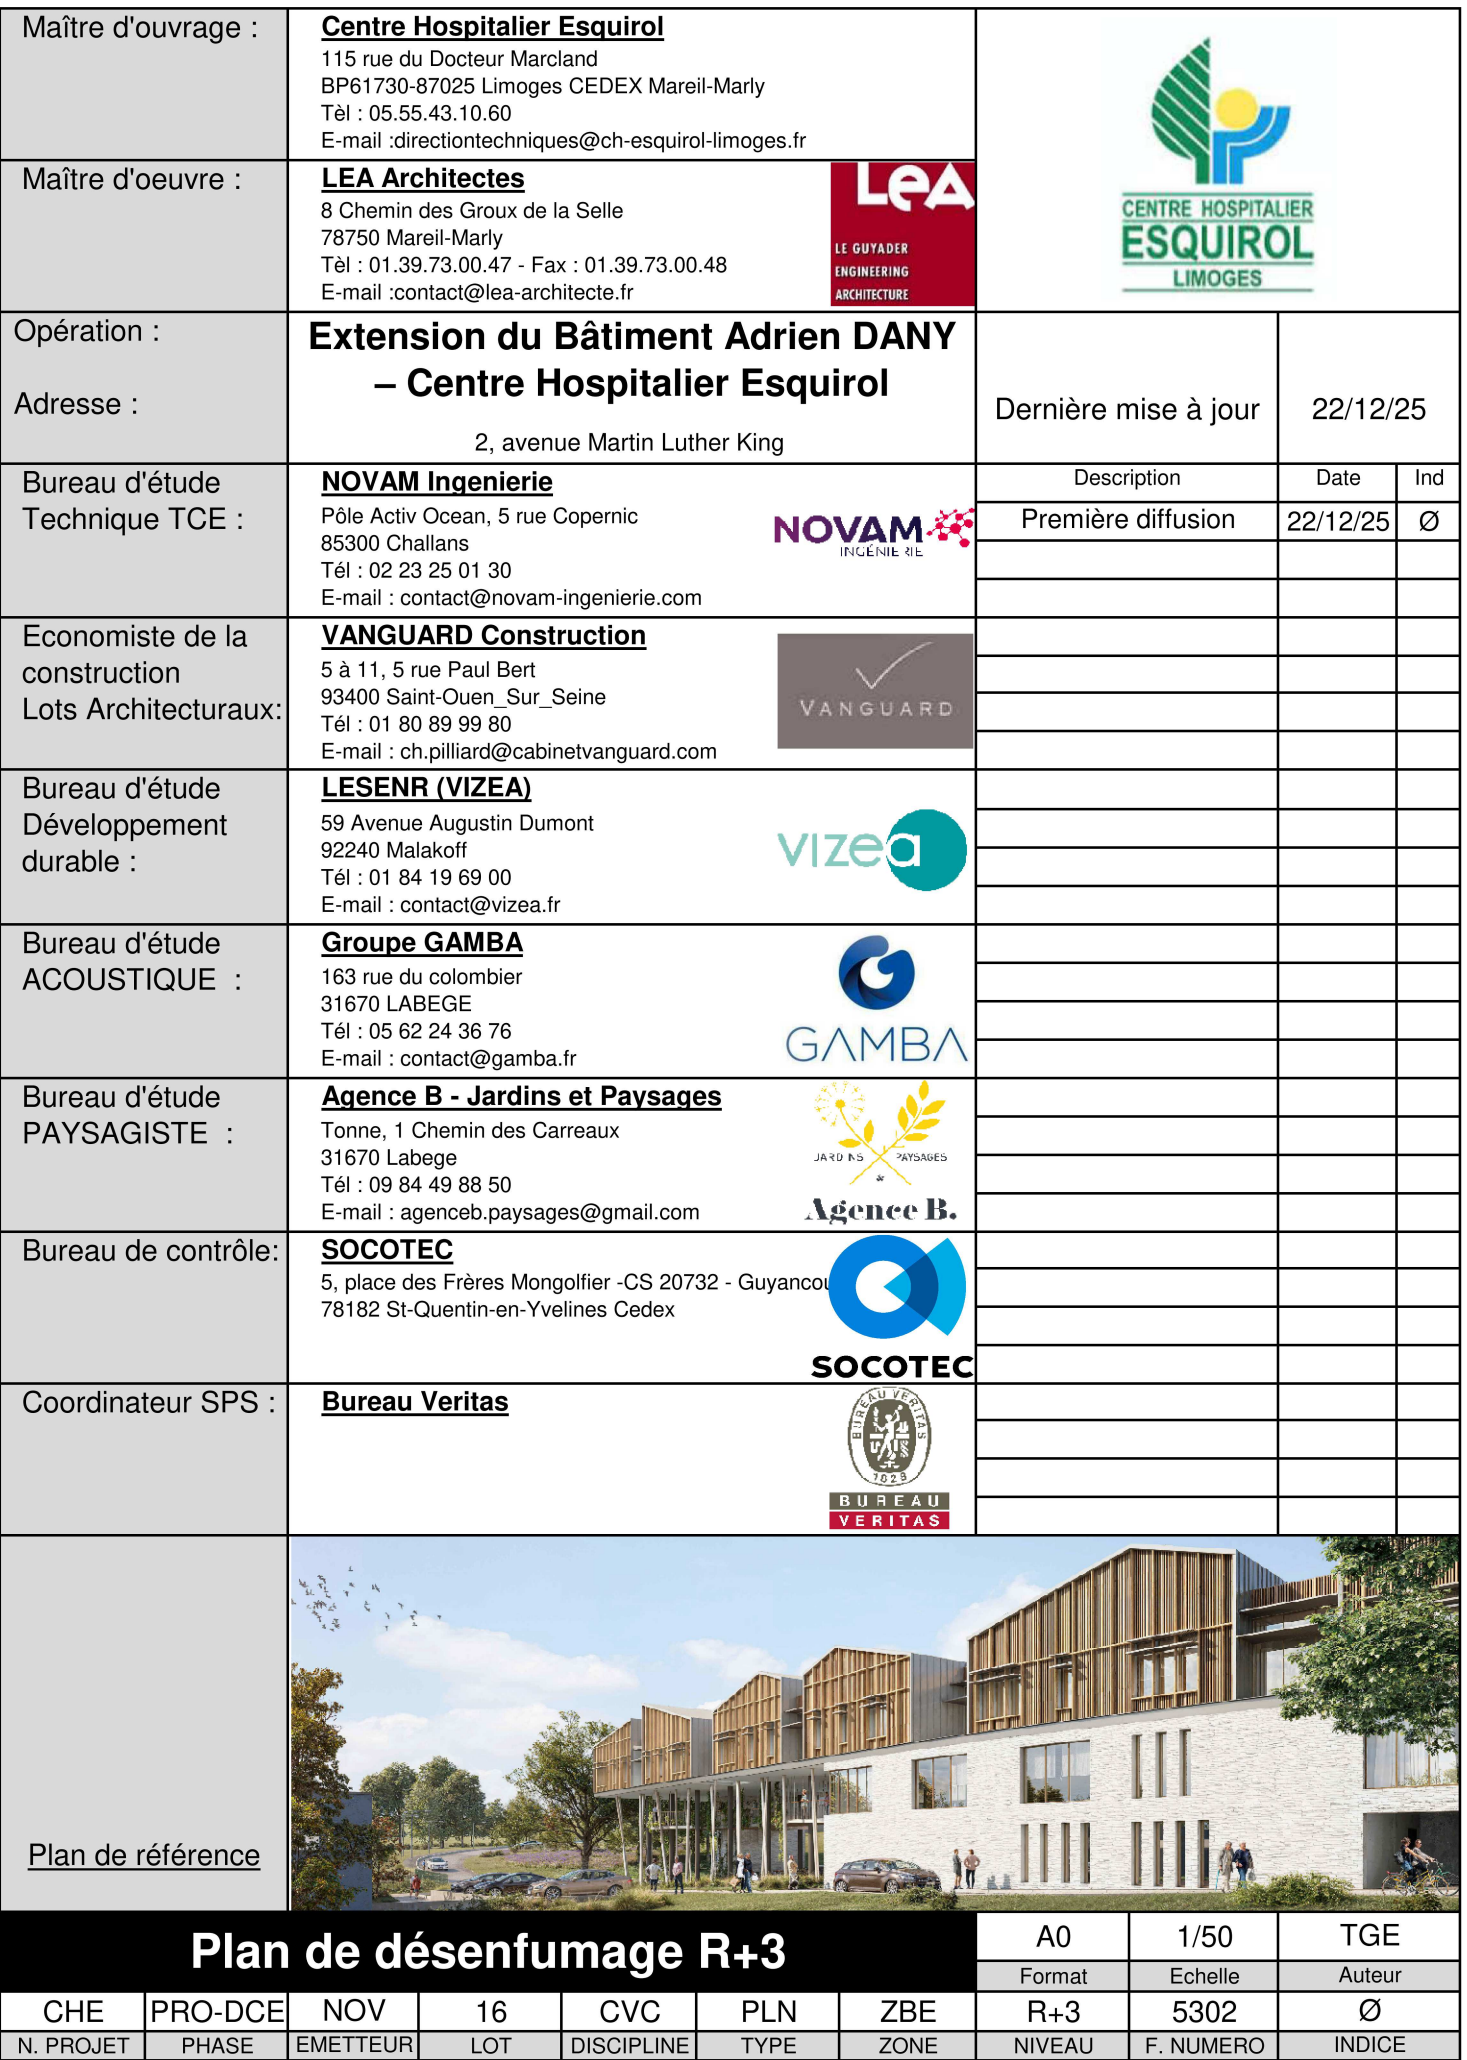 Maître d'ouvrage :
Centre Hospitalier Esquirol
115 rue du Docteur Marcland
BP61730-87025 Limoges CEDEX Mareil-Marly
Tèl : 05.55.43.10.60
E-mail :directiontechniques@ch-esquirol-limoges.fr
CENTRE HOSPITALIER
ESQUIROL
LIMOGES
Maître d'oeuvre :
LEA Architectes
8 Chemin des Groux de la Selle
78750 Mareil-Marly
Tèl : 01.39.73.00.47 - Fax : 01.39.73.00.48
E-mail :contact@lea-architecte.fr
LeA
LE GUYADER
ENGINEERING
ARCHITECTURE
Opération :
Adresse :
Extension du Bâtiment Adrien DANY
– Centre Hospitalier Esquirol
2, avenue Martin Luther King
Dernière mise à jour 22/12/25
Description Date Ind
Première diffusion 22/12/25 Ø
Bureau d'étude
Technique TCE :
NOVAM Ingenierie
Pôle Activ Ocean, 5 rue Copernic
85300 Challans
Tél : 02 23 25 01 30
E-mail : contact@novam-ingenierie.com
NOVAM
INGÉNIERIE
Economiste de la
construction
Lots Architecturaux:
VANGUARD Construction
5 à 11, 5 rue Paul Bert
93400 Saint-Ouen_Sur_Seine
Tél : 01 80 89 99 80
E-mail : ch.pilliard@cabinetvanguard.com
VANGUARD
Bureau d'étude
Développement
durable :
LESENR (VIZEA)
59 Avenue Augustin Dumont
92240 Malakoff
Tél : 01 84 19 69 00
E-mail : contact@vizea.fr
vizea
Bureau d'étude
ACOUSTIQUE :
Groupe GAMBA
163 rue du colombier
31670 LABEGE
Tél : 05 62 24 36 76
E-mail : contact@gamba.fr
GAMBA
Bureau d'étude
PAYSAGISTE :
Agence B - Jardins et Paysages
Tonne, 1 Chemin des Carreaux
31670 Labege
Tél : 09 84 49 88 50
E-mail : agenceb.paysages@gmail.com
JARDINS PAYSAGES
&
Agence B.
Bureau de contrôle:
SOCOTEC
5, place des Frères Mongolfier -CS 20732 - Guyancou
78182 St-Quentin-en-Yvelines Cedex
SOCOTEC
Coordinateur SPS :
Bureau Veritas
BUREAU VERITAS
1828
BUREAU
VERITAS
Plan de référence
Plan de désenfumage R+3
A0 1/50 TGE
Format Echelle Auteur
CHE PRO-DCE NOV 16 CVC PLN ZBE R+3 5302 Ø
N. PROJET PHASE EMETTEUR LOT DISCIPLINE TYPE ZONE NIVEAU F. NUMERO INDICE